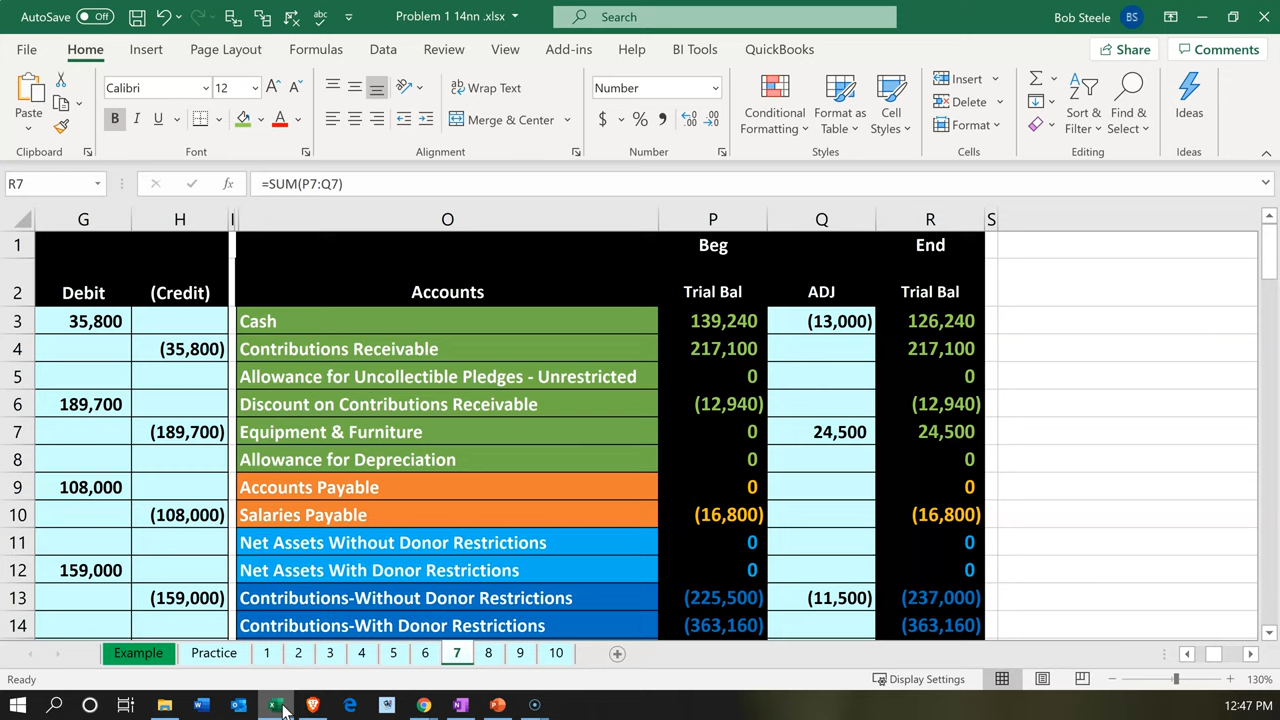 AutoSave Off Problem 1 14nn .xlsx Search Bob Steele BS
File Home Insert Page Layout Formulas Data Review View Add-ins Help BI Tools QuickBooks Share Comments
Paste Calibri 12 Wrap Text Number Conditional Formatting Format as Table Cell Styles Insert Sort & Filter Find & Select Ideas
B I U Merge & Center $ % Delete
Format
Clipboard Font Alignment Number Styles Cells Editing Ideas
R7 fx =SUM(P7:Q7)
G H I O P Q R S
1 Beg End
2 Debit (Credit) Accounts Trial Bal ADJ Trial Bal
3 35,800 Cash 139,240 (13,000) 126,240
4 (35,800) Contributions Receivable 217,100 217,100
5 Allowance for Uncollectible Pledges - Unrestricted 0 0
6 189,700 Discount on Contributions Receivable (12,940) (12,940)
7 (189,700) Equipment & Furniture 0 24,500 24,500
8 Allowance for Depreciation 0 0
9 108,000 Accounts Payable 0 0
10 (108,000) Salaries Payable (16,800) (16,800)
11 Net Assets Without Donor Restrictions 0 0
12 159,000 Net Assets With Donor Restrictions 0 0
13 (159,000) Contributions-Without Donor Restrictions (225,500) (11,500) (237,000)
14 Contributions-With Donor Restrictions (363,160) (363,160)
Example Practice 1 2 3 4 5 6 7 8 9 10
Ready Display Settings 130%
12:47 PM